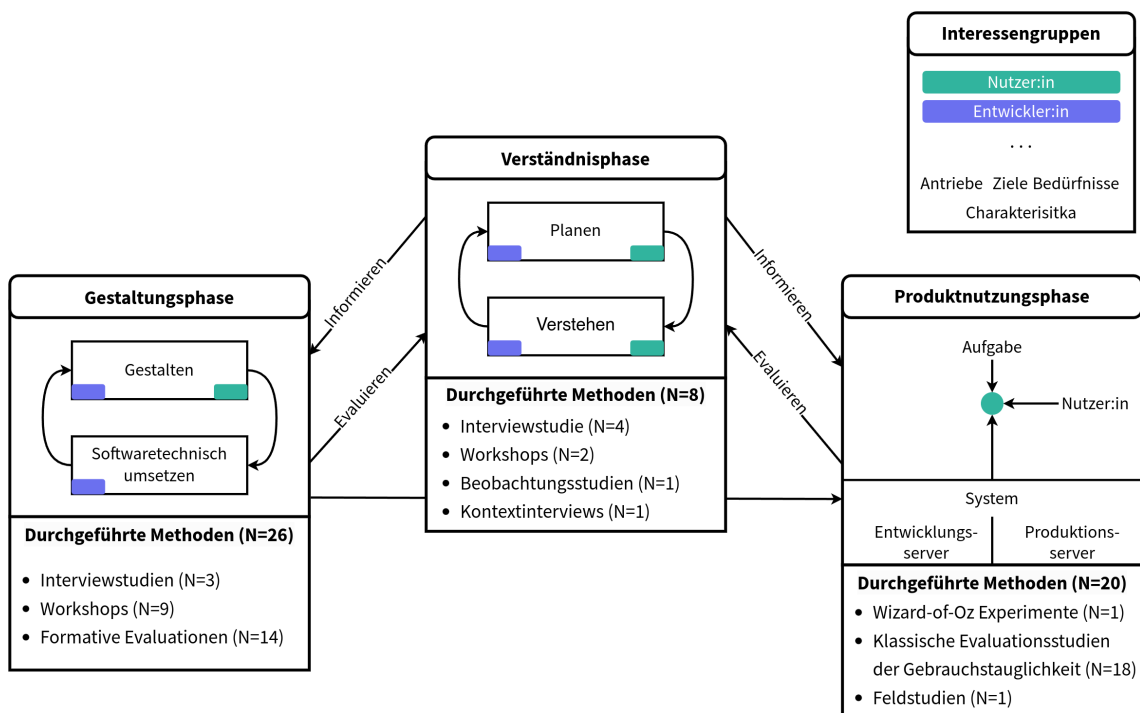 Interessengruppen
Nutzer:in
Entwickler:in
...
Antriebe Ziele Bedürfnisse
Charakterisitka
Verständnisphase
Planen
Verstehen
Durchgeführte Methoden (N=8)
• Interviewstudie (N=4)
• Workshops (N=2)
• Beobachtungsstudien (N=1)
• Kontextinterviews (N=1)
Informieren
Evaluieren
Informieren
Evaluieren
Gestaltungsphase
Gestalten
Softwaretechnisch
umsetzen
Durchgeführte Methoden (N=26)
• Interviewstudien (N=3)
• Workshops (N=9)
• Formative Evaluationen (N=14)
Produktnutzungsphase
Aufgabe
Nutzer:in
System
Entwicklungs-
server
Produktions-
server
Durchgeführte Methoden (N=20)
• Wizard-of-Oz Experimente (N=1)
• Klassische Evaluationsstudien
der Gebrauchstauglichkeit (N=18)
• Feldstudien (N=1)